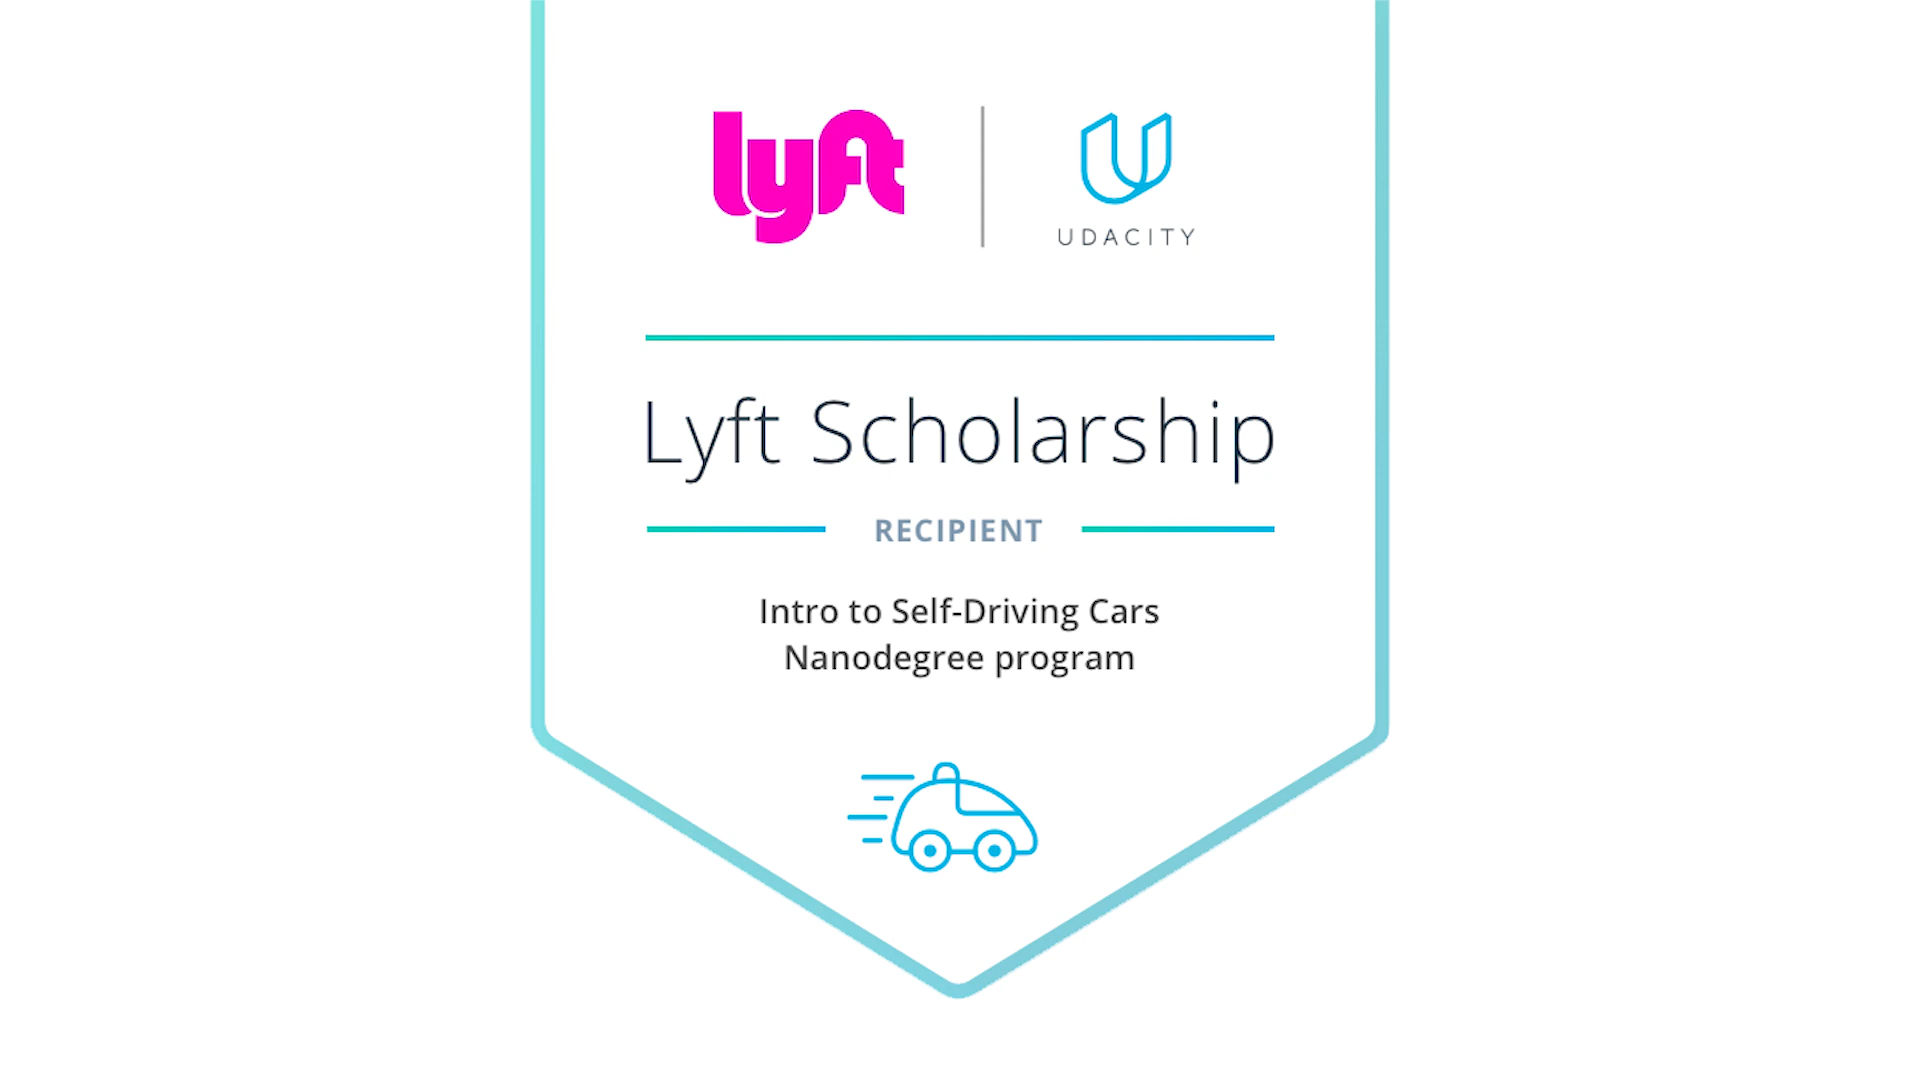 lyft
UDACITY
Lyft Scholarship
RECIPIENT
Intro to Self-Driving Cars
Nanodegree program